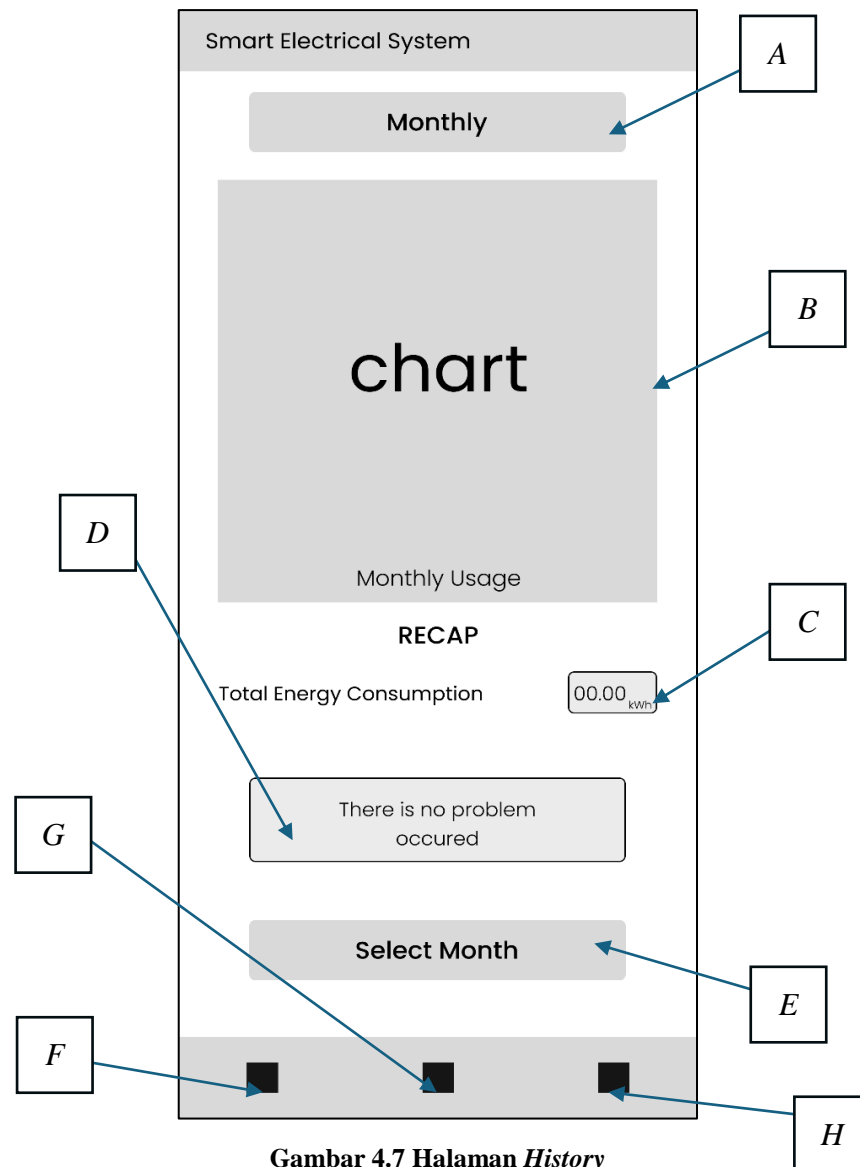 Smart Electrical System
A
Monthly
B
chart
D
Monthly Usage
RECAP
C
Total Energy Consumption
00.00 kWh
There is no problem
occured
G
Select Month
E
F
H
Gambar 4.7 Halaman History